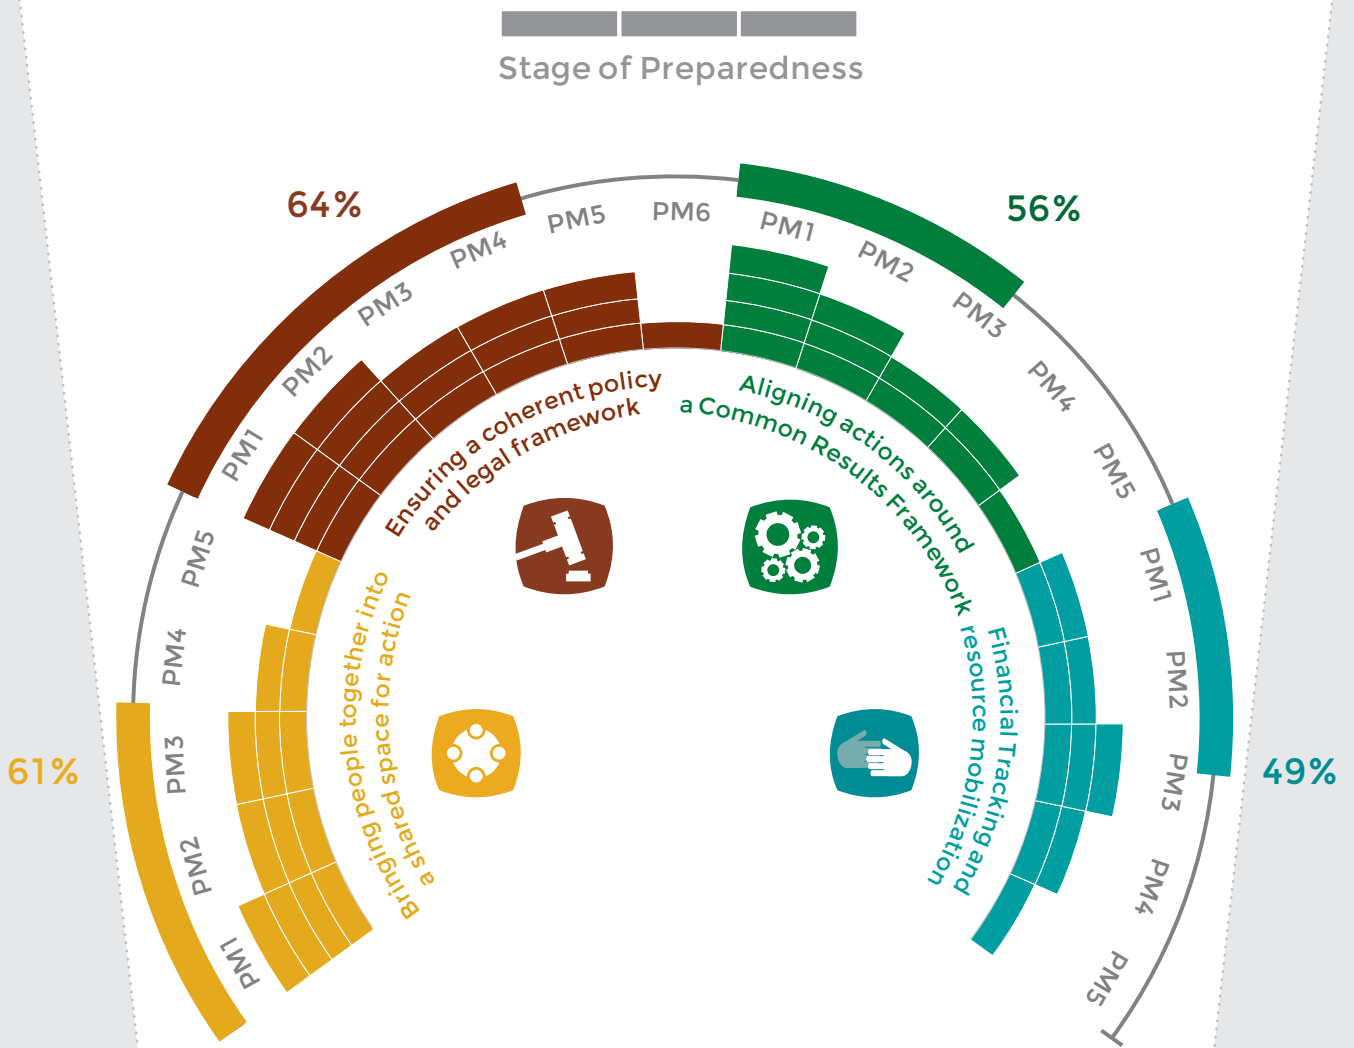 Stage of Preparedness
64%
56%
61%
49%
PM1
PM2
PM3
PM4
PM5
PM1
PM2
PM3
PM4
PM5
PM6
PM1
PM2
PM3
PM4
PM5
PM1
PM2
PM3
PM4
PM5
Bringing people together into
a shared space for action
Ensuring a coherent policy
and legal framework
Aligning actions around
a Common Results Framework
Financial Tracking and
resource mobilization